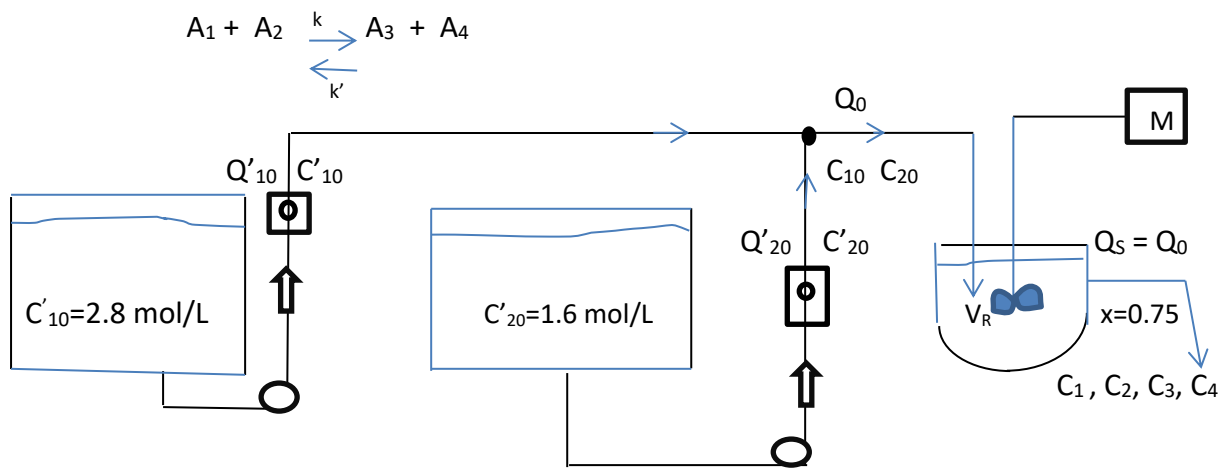 A₁ + A₂ k A₃ + A₄
k'
Q₀
M
Q'₁₀ C'₁₀
C₁₀ C₂₀
Q'₂₀ C'₂₀
Qₛ = Q₀
C'₁₀=2.8 mol/L
C'₂₀=1.6 mol/L
V_R
x=0.75
C₁ , C₂, C₃, C₄